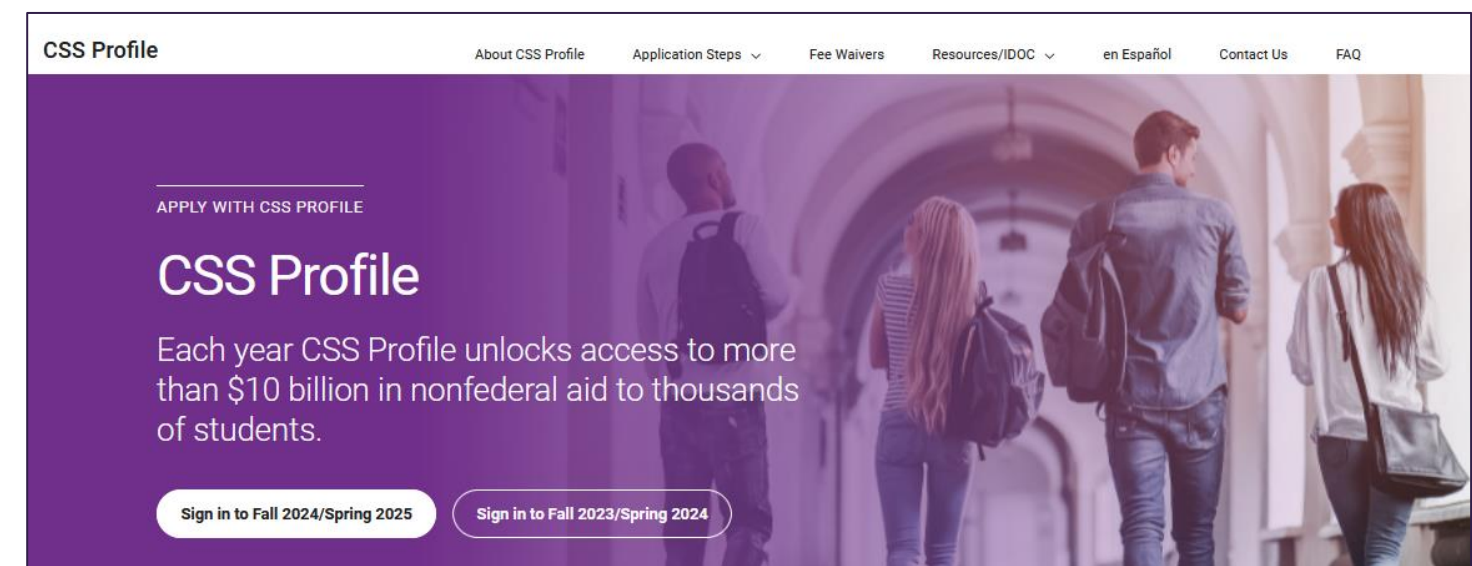 CSS Profile
About CSS Profile
Application Steps
Fee Waivers
Resources/IDOC
en Español
Contact Us
FAQ
APPLY WITH CSS PROFILE
CSS Profile
Each year CSS Profile unlocks access to more
than $10 billion in nonfederal aid to thousands
of students.
Sign in to Fall 2024/Spring 2025
Sign in to Fall 2023/Spring 2024